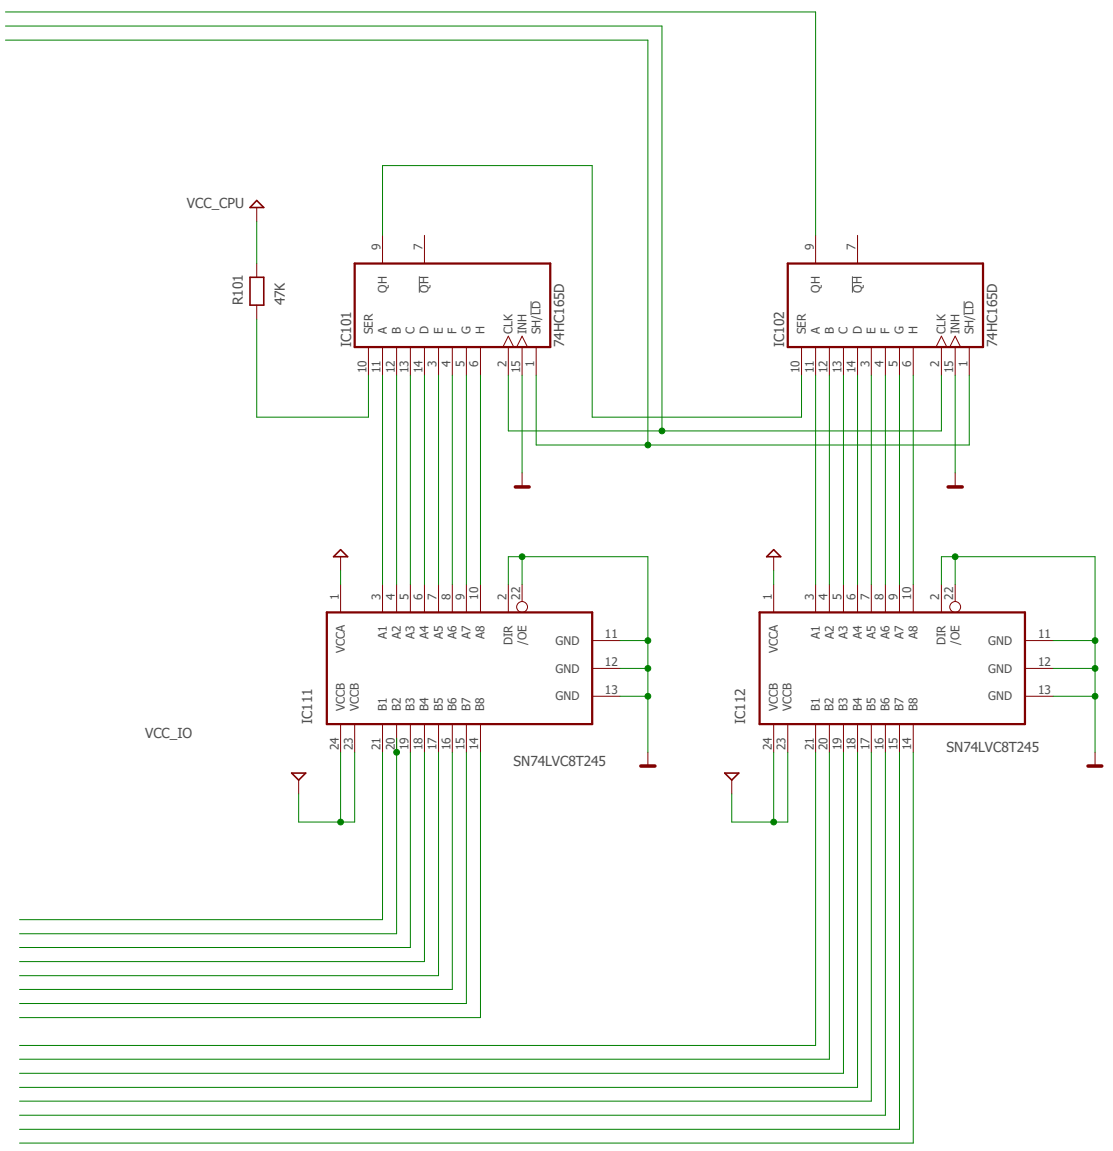 VCC_CPU
R101
47K
9
7
QH
QH
IC101
74HC165D
SER
A
B
C
D
E
F
G
H
CLK
INH
SH/LD
10
11
12
13
14
3
4
5
6
2
15
1
9
7
QH
QH
IC102
74HC165D
SER
A
B
C
D
E
F
G
H
CLK
INH
SH/LD
10
11
12
13
14
3
4
5
6
2
15
1
1
3
4
5
6
7
8
9
10
2
22
VCCA
A1
A2
A3
A4
A5
A6
A7
A8
DIR
/OE
GND 11
GND 12
GND 13
IC111
VCCB
VCCB
B1
B2
B3
B4
B5
B6
B7
B8
24
23
21
20
19
18
17
16
15
14
SN74LVC8T245
VCC_IO
1
3
4
5
6
7
8
9
10
2
22
VCCA
A1
A2
A3
A4
A5
A6
A7
A8
DIR
/OE
GND 11
GND 12
GND 13
IC112
VCCB
VCCB
B1
B2
B3
B4
B5
B6
B7
B8
24
23
21
20
19
18
17
16
15
14
SN74LVC8T245